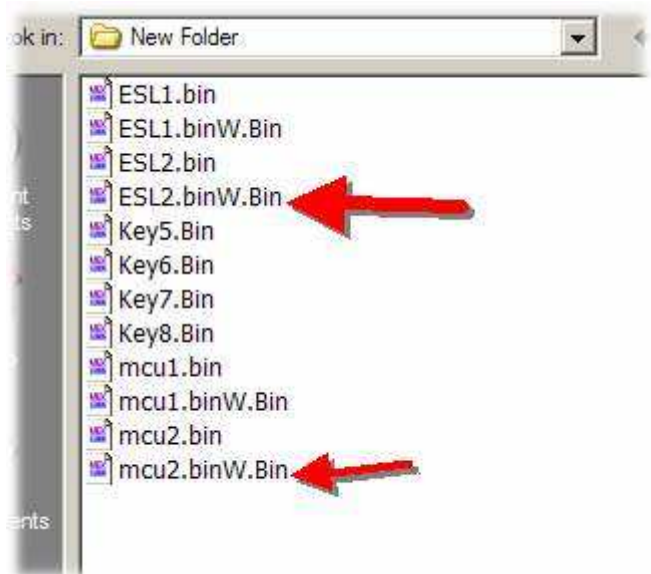 ok in: New Folder
ESL1.bin
ESL1.binW.Bin
ESL2.bin
ESL2.binW.Bin
Key5.Bin
Key6.Bin
Key7.Bin
Key8.Bin
mcu1.bin
mcu1.binW.Bin
mcu2.bin
mcu2.binW.Bin
nt
ts
ents